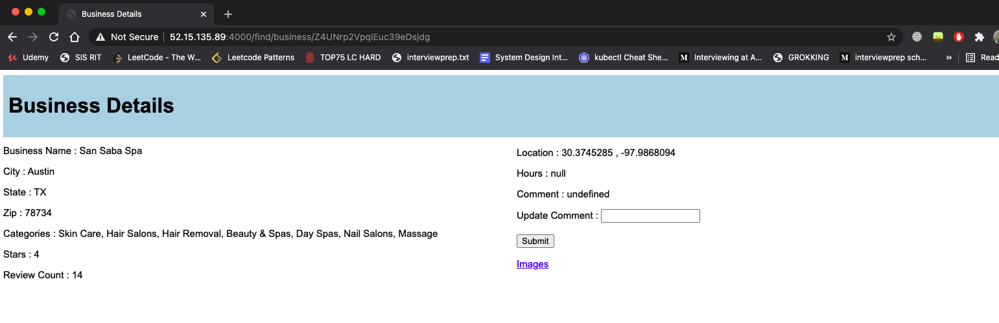 Business Details
Not Secure 52.15.135.89:4000/find/business/Z4UNrp2VpqiEuc39eDsjdg
Udemy SIS RIT LeetCode - The W... Leetcode Patterns TOP75 LC HARD interviewprep.txt System Design Int... kubectl Cheat She... Interviewing at A... GROKKING interviewprep sch... » Read
Business Details
Business Name : San Saba Spa
City : Austin
State : TX
Zip : 78734
Categories : Skin Care, Hair Salons, Hair Removal, Beauty & Spas, Day Spas, Nail Salons, Massage
Stars : 4
Review Count : 14
Location : 30.3745285 , -97.9868094
Hours : null
Comment : undefined
Update Comment :
Submit
Images